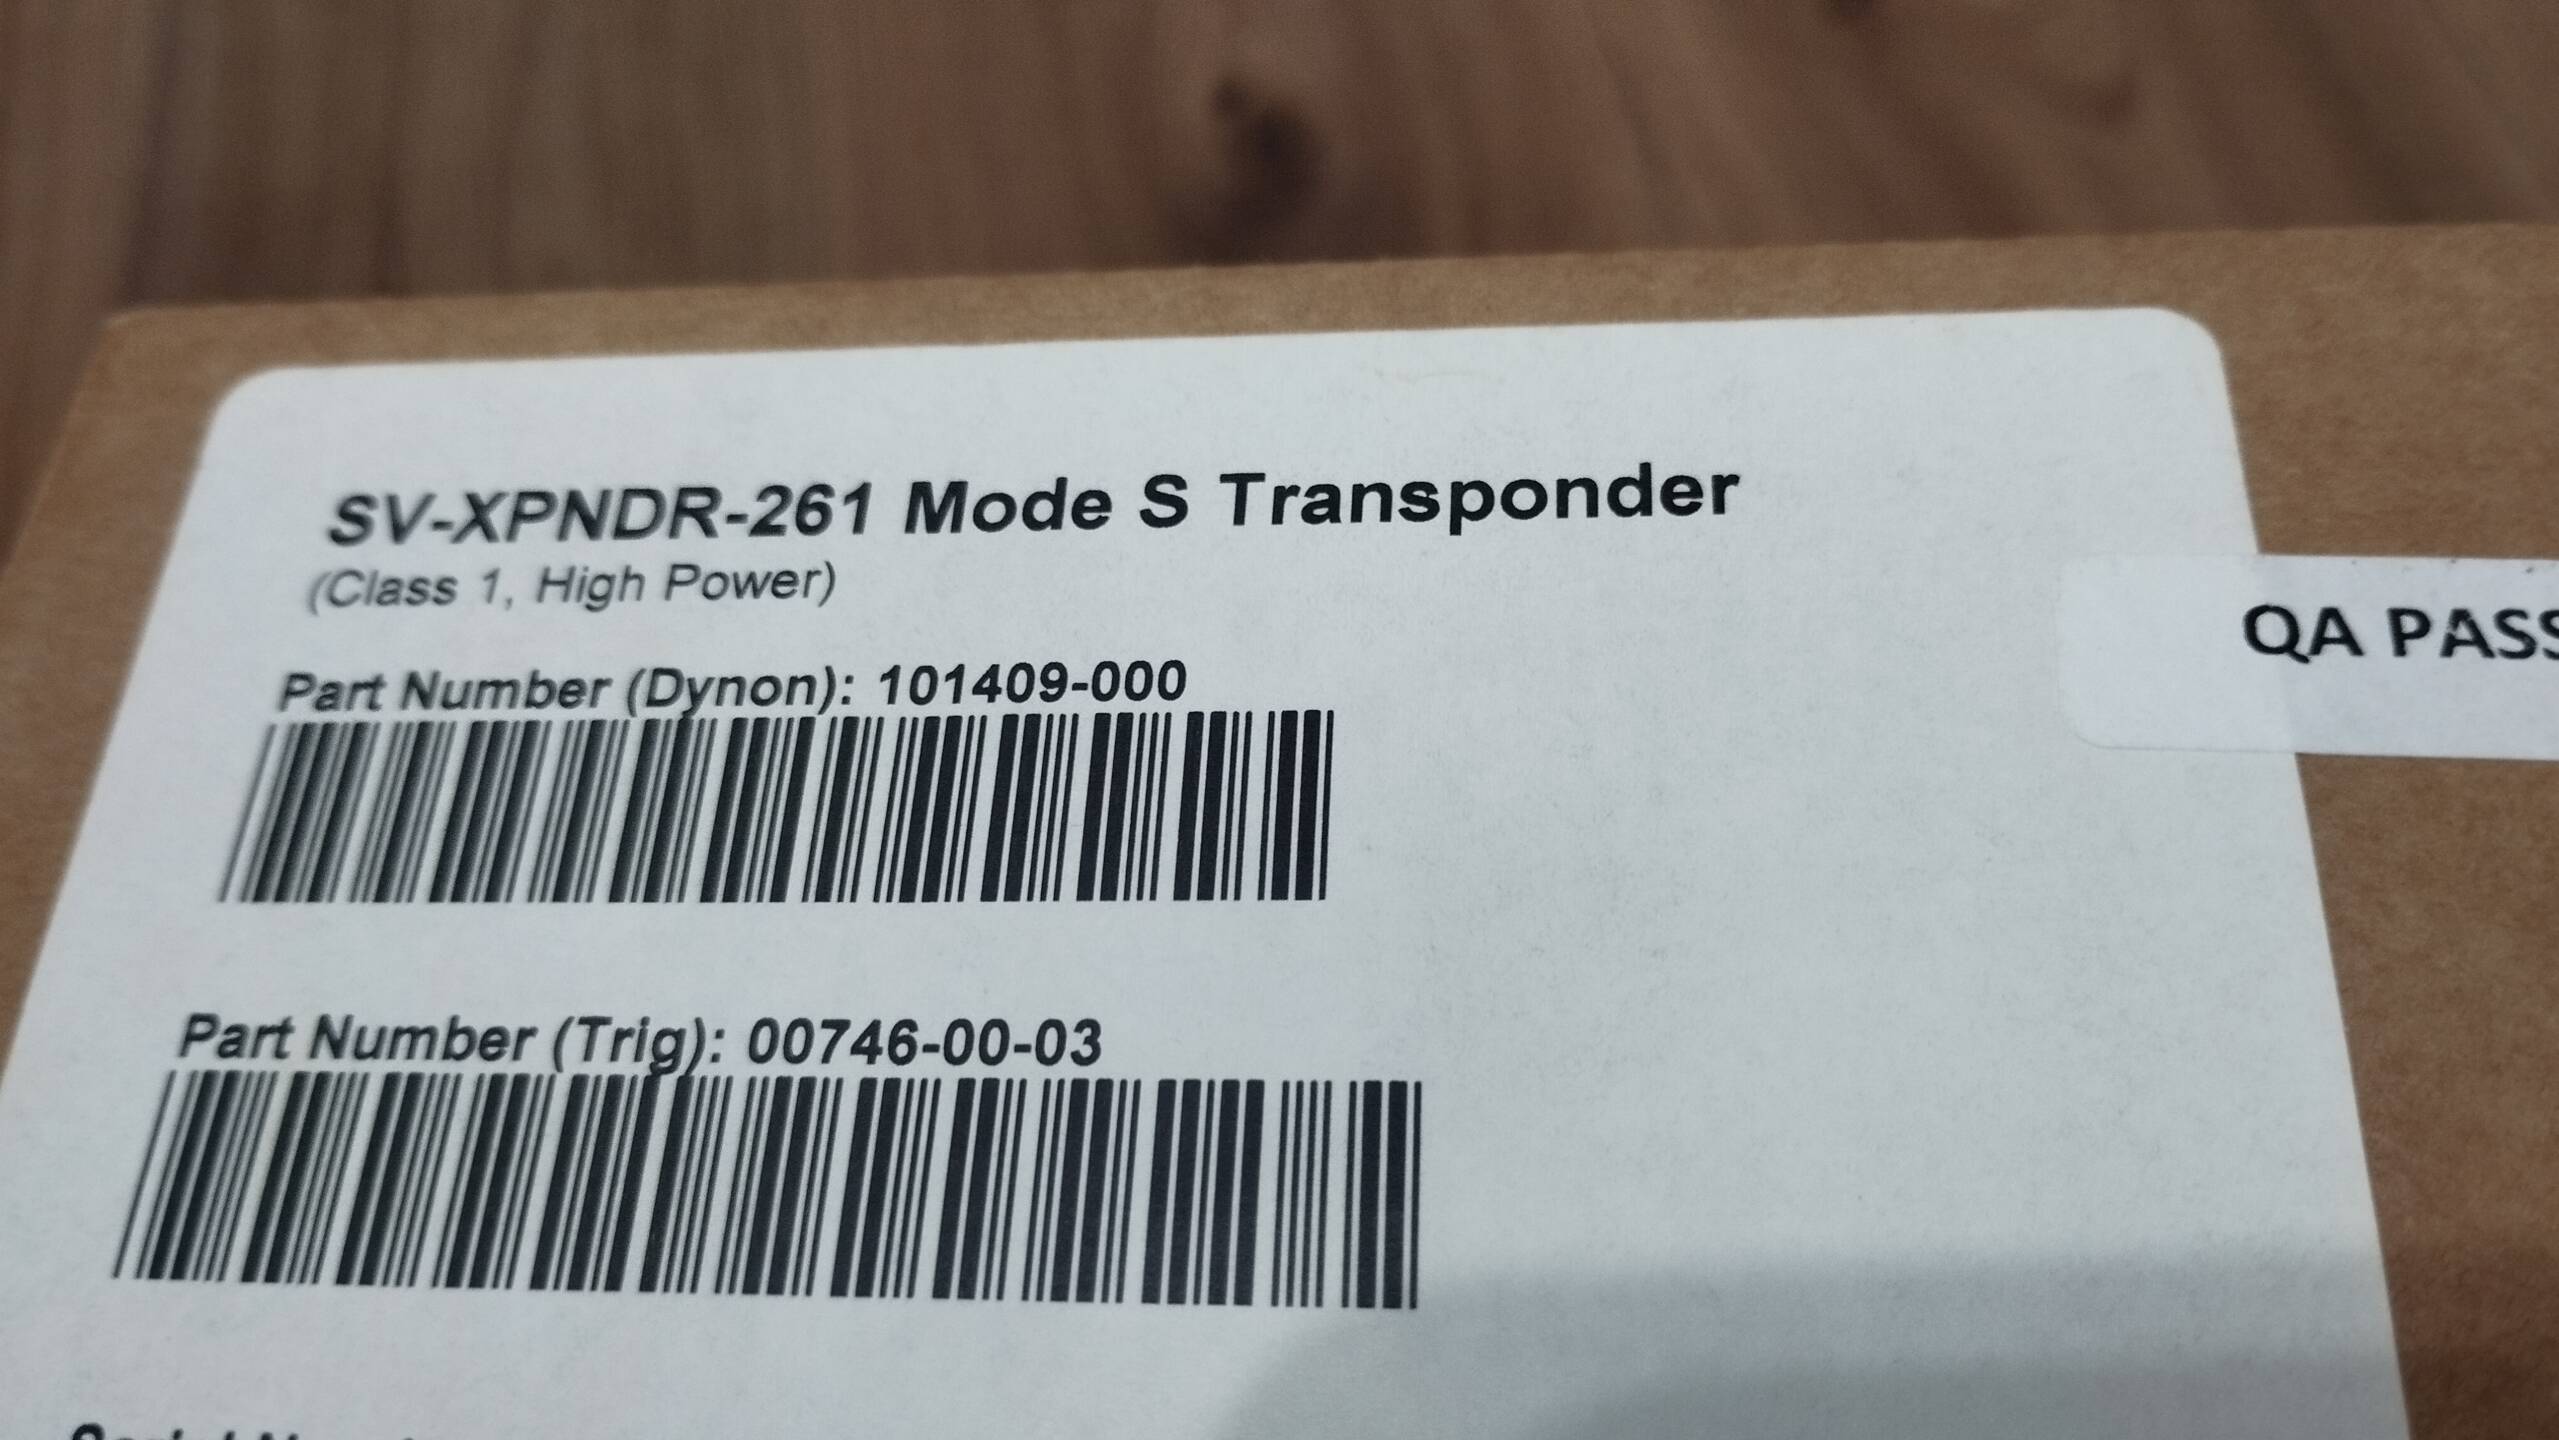 SV-XPNDR-261 Mode S Transponder
(Class 1, High Power)
QA PASS
Part Number (Dynon): 101409-000
Part Number (Trig): 00746-00-03